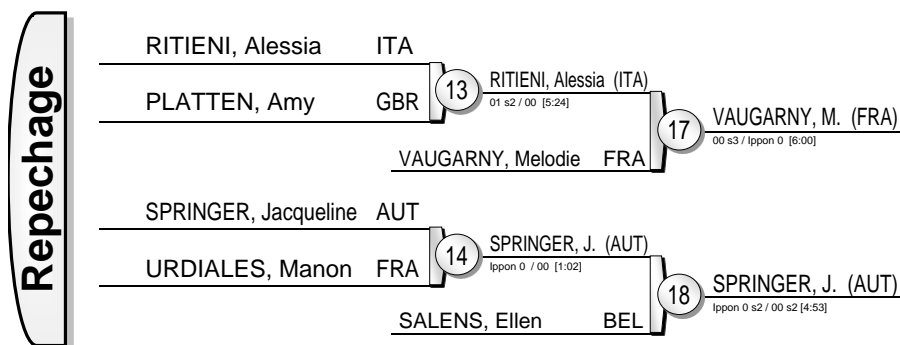 Repechage
RITIENI, Alessia ITA
PLATTEN, Amy GBR
13
RITIENI, Alessia (ITA)
01 s2 / 00 [5:24]
VAUGARNY, Melodie FRA
17
VAUGARNY, M. (FRA)
00 s3 / Ippon 0 [6:00]
SPRINGER, Jacqueline AUT
URDIALES, Manon FRA
14
SPRINGER, J. (AUT)
Ippon 0 / 00 [1:02]
SALENS, Ellen BEL
18
SPRINGER, J. (AUT)
Ippon 0 s2 / 00 s2 [4:53]